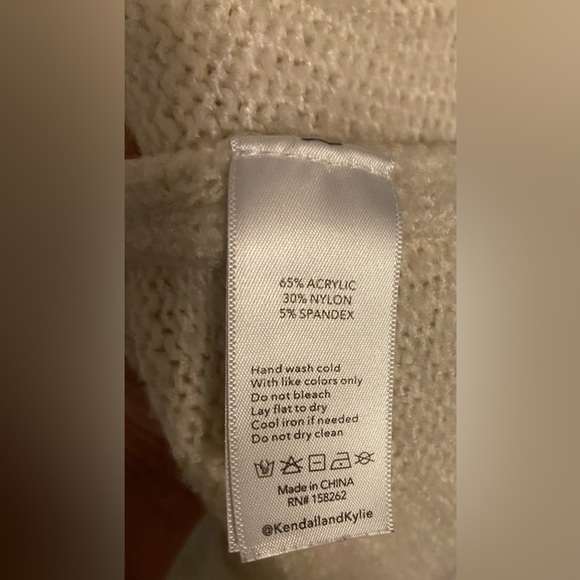 65% ACRYLIC
30% NYLON
5% SPANDEX
Hand wash cold
With like colors only
Do not bleach
Lay flat to dry
Cool iron if needed
Do not dry clean
Made in CHINA
RN# 158262
@KendallandKylie